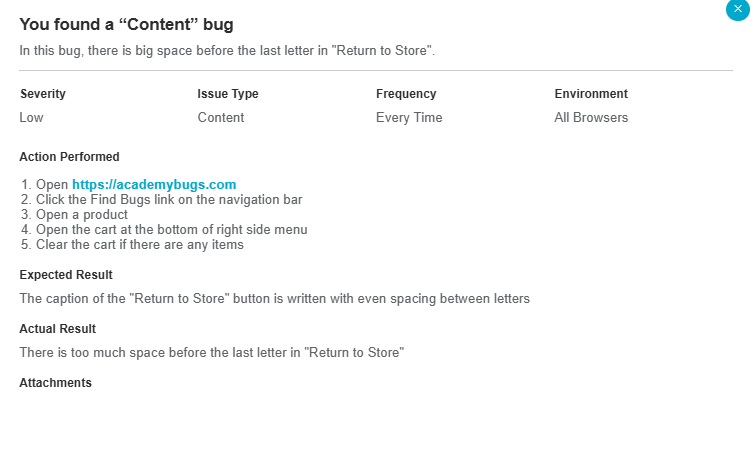 You found a “Content” bug
In this bug, there is big space before the last letter in "Return to Store".
Severity Issue Type Frequency Environment
Low Content Every Time All Browsers
Action Performed
1. Open https://academybugs.com
2. Click the Find Bugs link on the navigation bar
3. Open a product
4. Open the cart at the bottom of right side menu
5. Clear the cart if there are any items
Expected Result
The caption of the "Return to Store" button is written with even spacing between letters
Actual Result
There is too much space before the last letter in "Return to Store"
Attachments